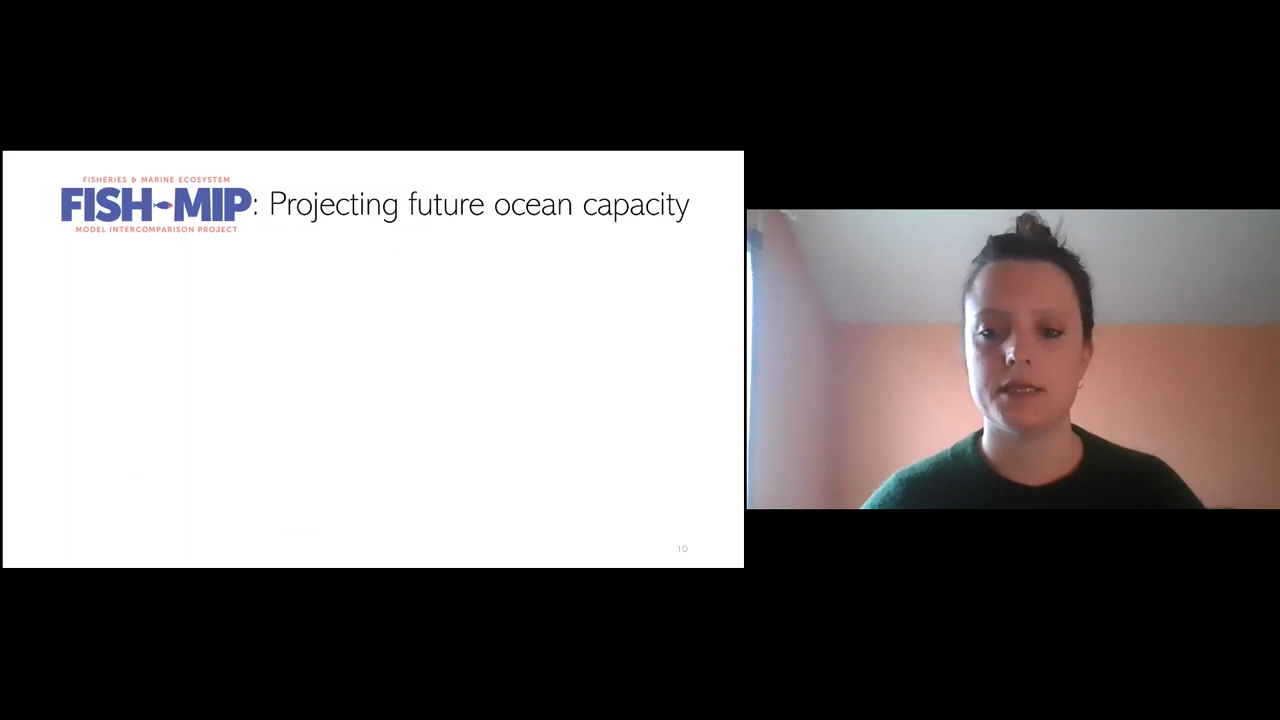 FISHERIES & MARINE ECOSYSTEM
FISH-MIP: Projecting future ocean capacity
MODEL INTERCOMPARISON PROJECT
10